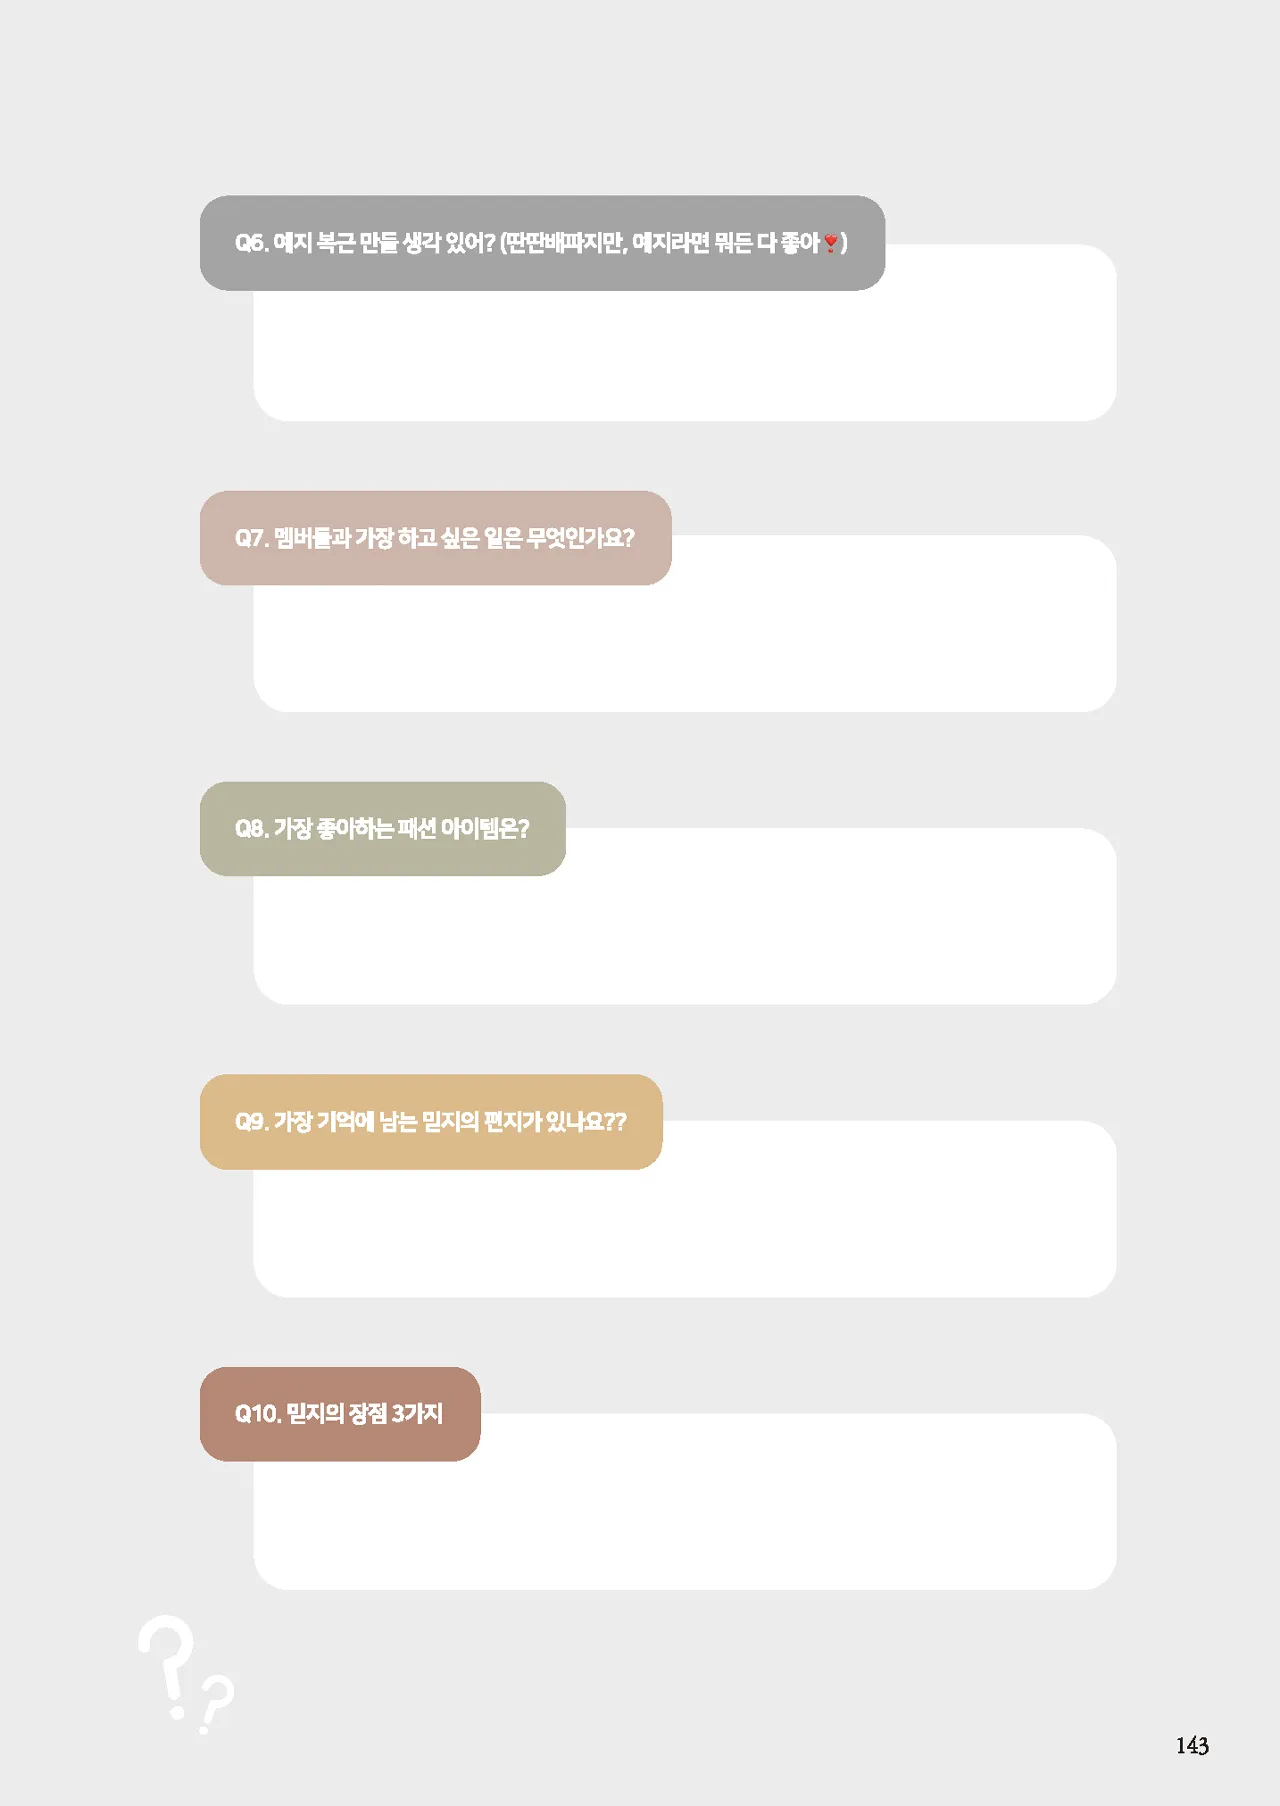 Q6. 예지 복근 만들 생각 있어? (딴딴배파지만, 예지라면 뭐든 다 좋아❣️)
Q7. 멤버들과 가장 하고 싶은 일은 무엇인가요?
Q8. 가장 좋아하는 패션 아이템은?
Q9. 가장 기억에 남는 믿지의 편지가 있나요??
Q10. 믿지의 장점 3가지
??
143